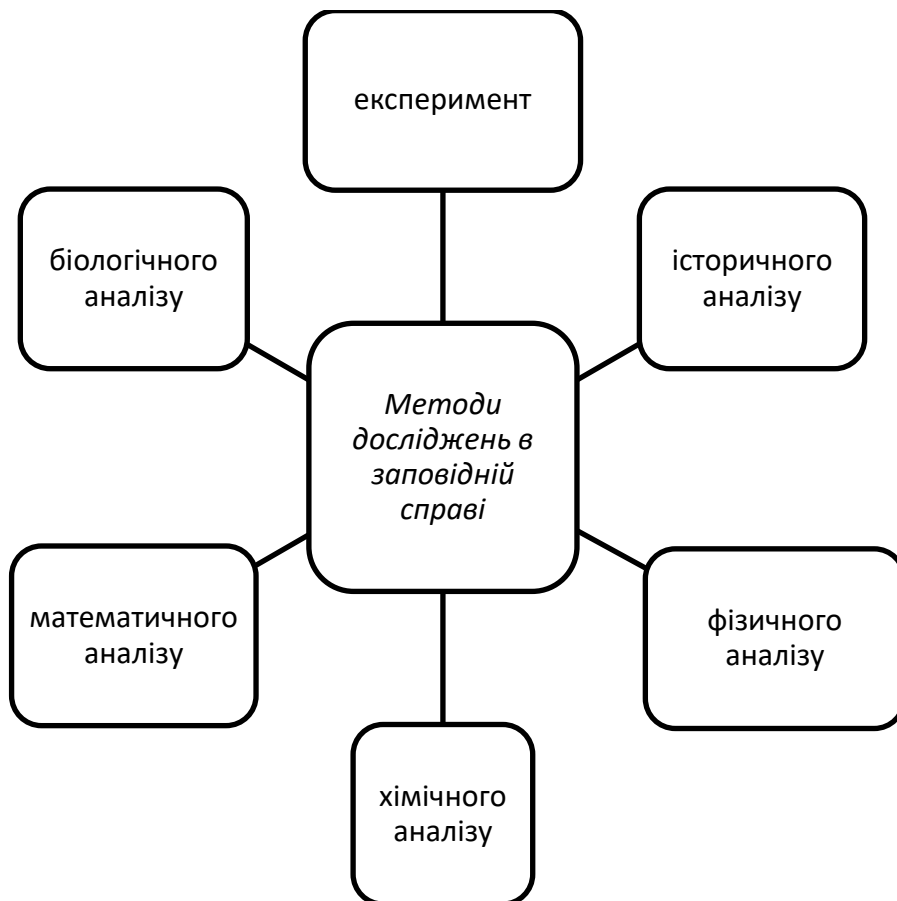 експеримент
біологічного
аналізу
історичного
аналізу
Методи
досліджень в
заповідній
справі
математичного
аналізу
фізичного
аналізу
хімічного
аналізу